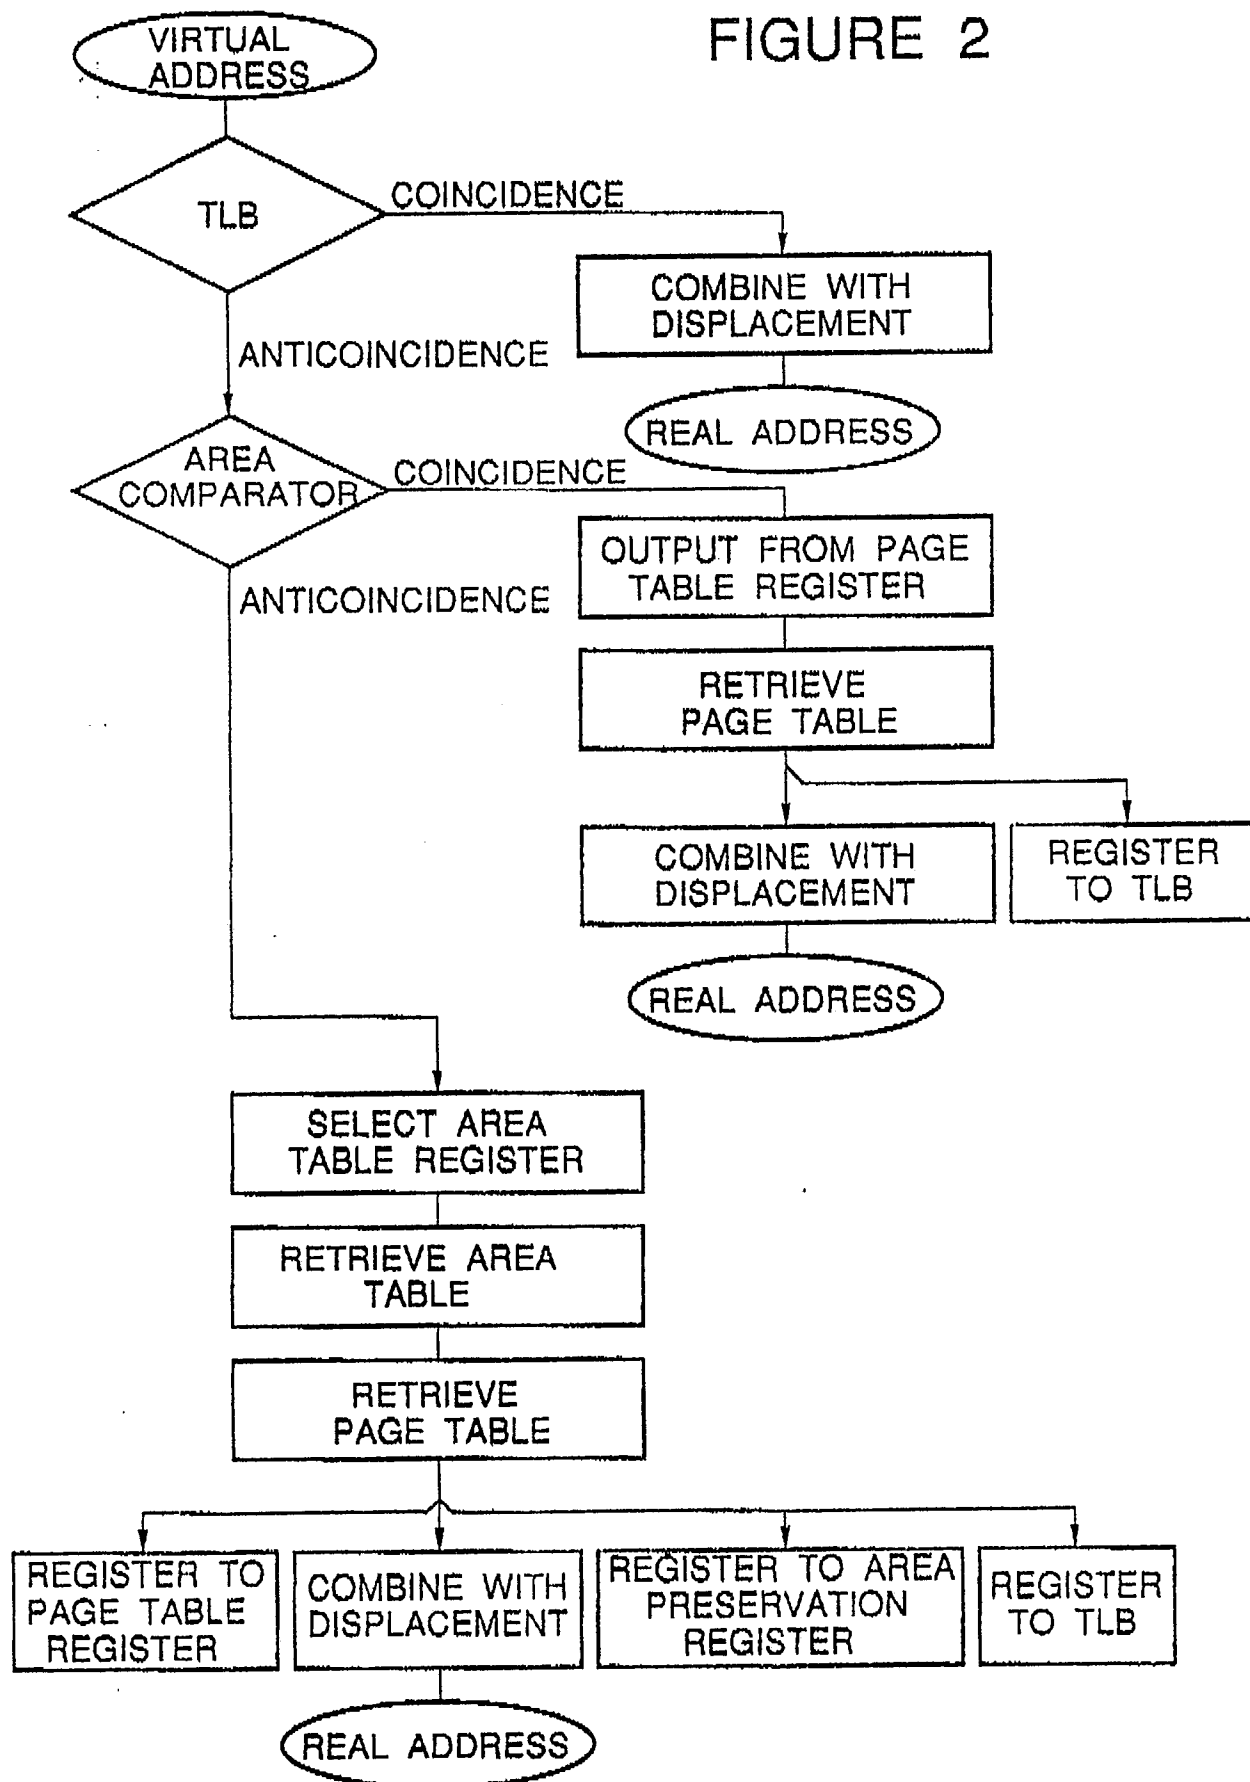 FIGURE 2
VIRTUAL
ADDRESS
TLB
COINCIDENCE
COMBINE WITH
DISPLACEMENT
REAL ADDRESS
ANTICOINCIDENCE
AREA
COMPARATOR
COINCIDENCE
OUTPUT FROM PAGE
TABLE REGISTER
RETRIEVE
PAGE TABLE
COMBINE WITH
DISPLACEMENT
REGISTER
TO TLB
REAL ADDRESS
ANTICOINCIDENCE
SELECT AREA
TABLE REGISTER
RETRIEVE AREA
TABLE
RETRIEVE
PAGE TABLE
REGISTER TO
PAGE TABLE
REGISTER
COMBINE WITH
DISPLACEMENT
REGISTER TO AREA
PRESERVATION
REGISTER
REGISTER
TO TLB
REAL ADDRESS